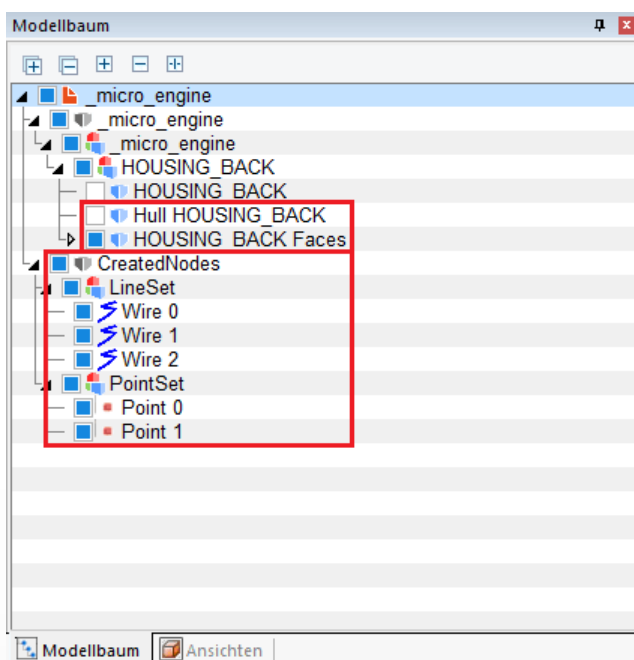 Modellbaum
_micro_engine
_micro_engine
_micro_engine
HOUSING_BACK
HOUSING_BACK
Hull HOUSING_BACK
HOUSING_BACK Faces
CreatedNodes
LineSet
Wire 0
Wire 1
Wire 2
PointSet
Point 0
Point 1
Modellbaum Ansichten